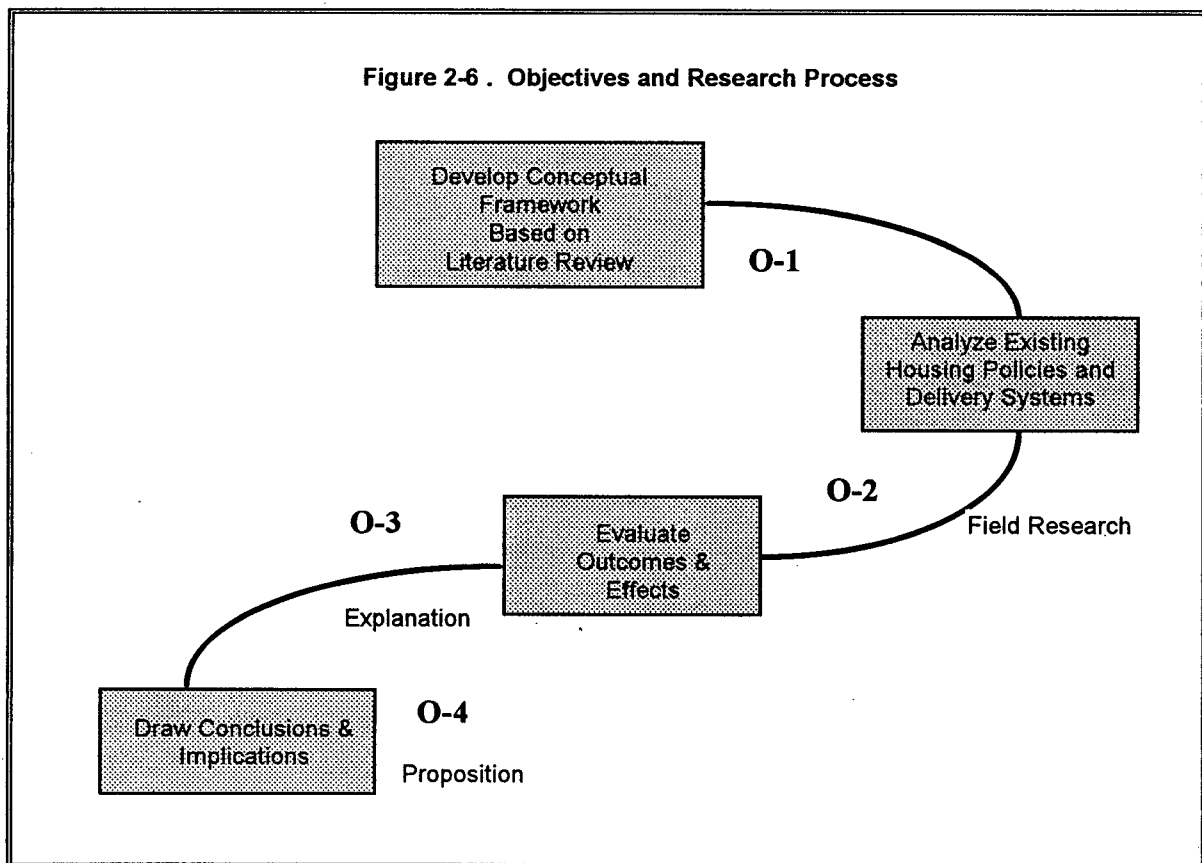 Figure 2-6 . Objectives and Research Process
Develop Conceptual
Framework
Based on
Literature Review
O-1
Analyze Existing
Housing Policies and
Delivery Systems
O-2
Field Research
Evaluate
Outcomes &
Effects
O-3
Explanation
Draw Conclusions &
Implications
O-4
Proposition